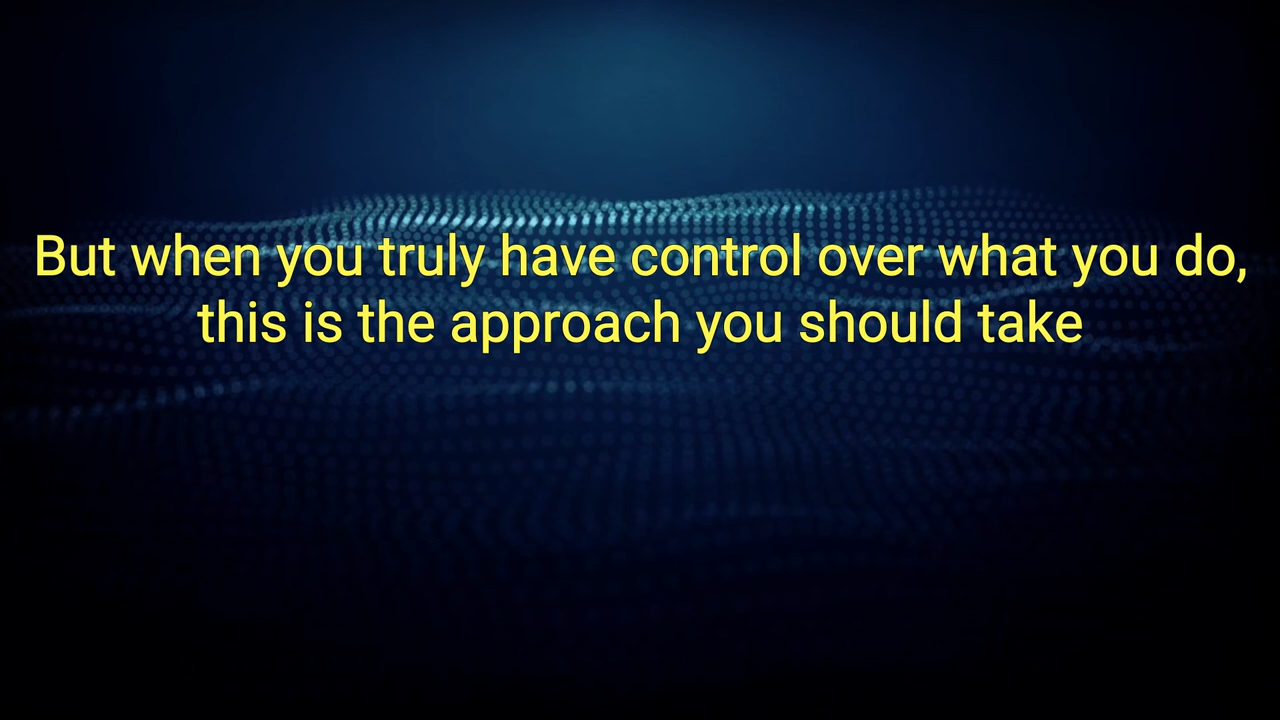 But when you truly have control over what you do,
this is the approach you should take